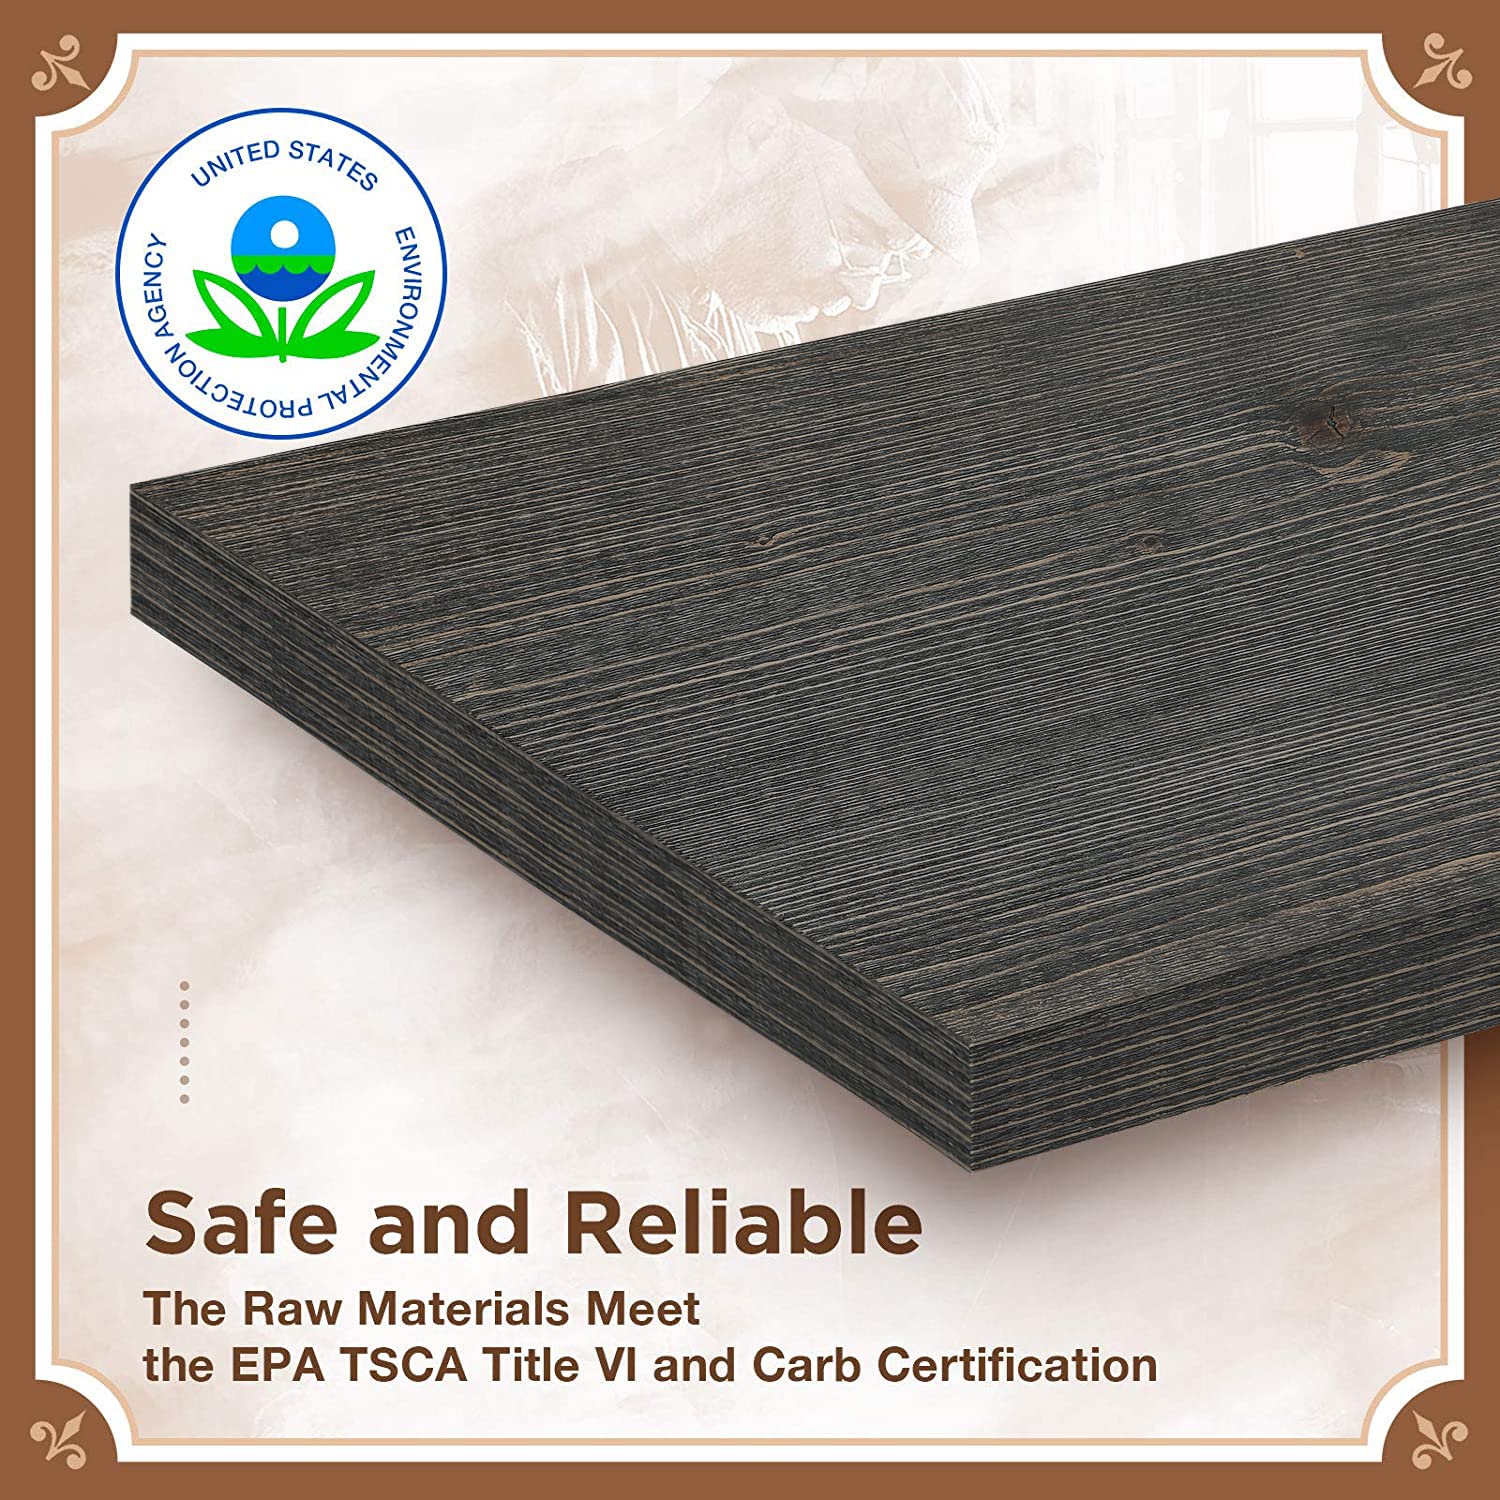 UNITED STATES
ENVIRONMENTAL PROTECTION AGENCY
Safe and Reliable
The Raw Materials Meet
the EPA TSCA Title VI and Carb Certification